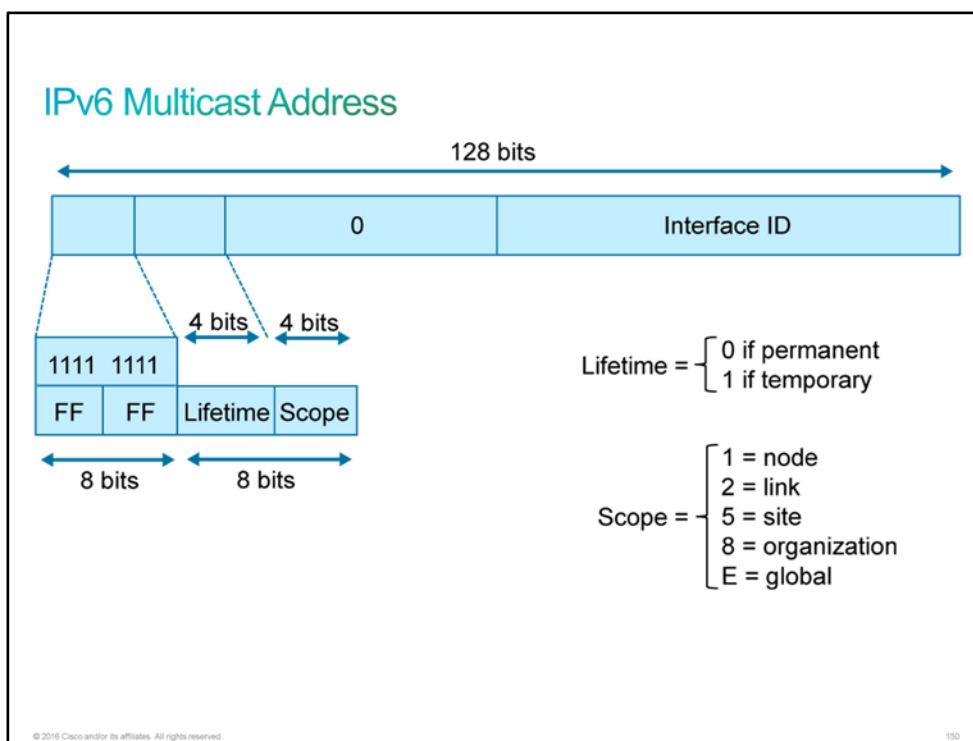 IPv6 Multicast Address
128 bits
0 Interface ID
4 bits 4 bits
1111 1111
FF FF Lifetime Scope
8 bits 8 bits
Lifetime = 0 if permanent
1 if temporary
Scope = 1 = node
2 = link
5 = site
8 = organization
E = global
© 2016 Cisco and/or its affiliates. All rights reserved.
150